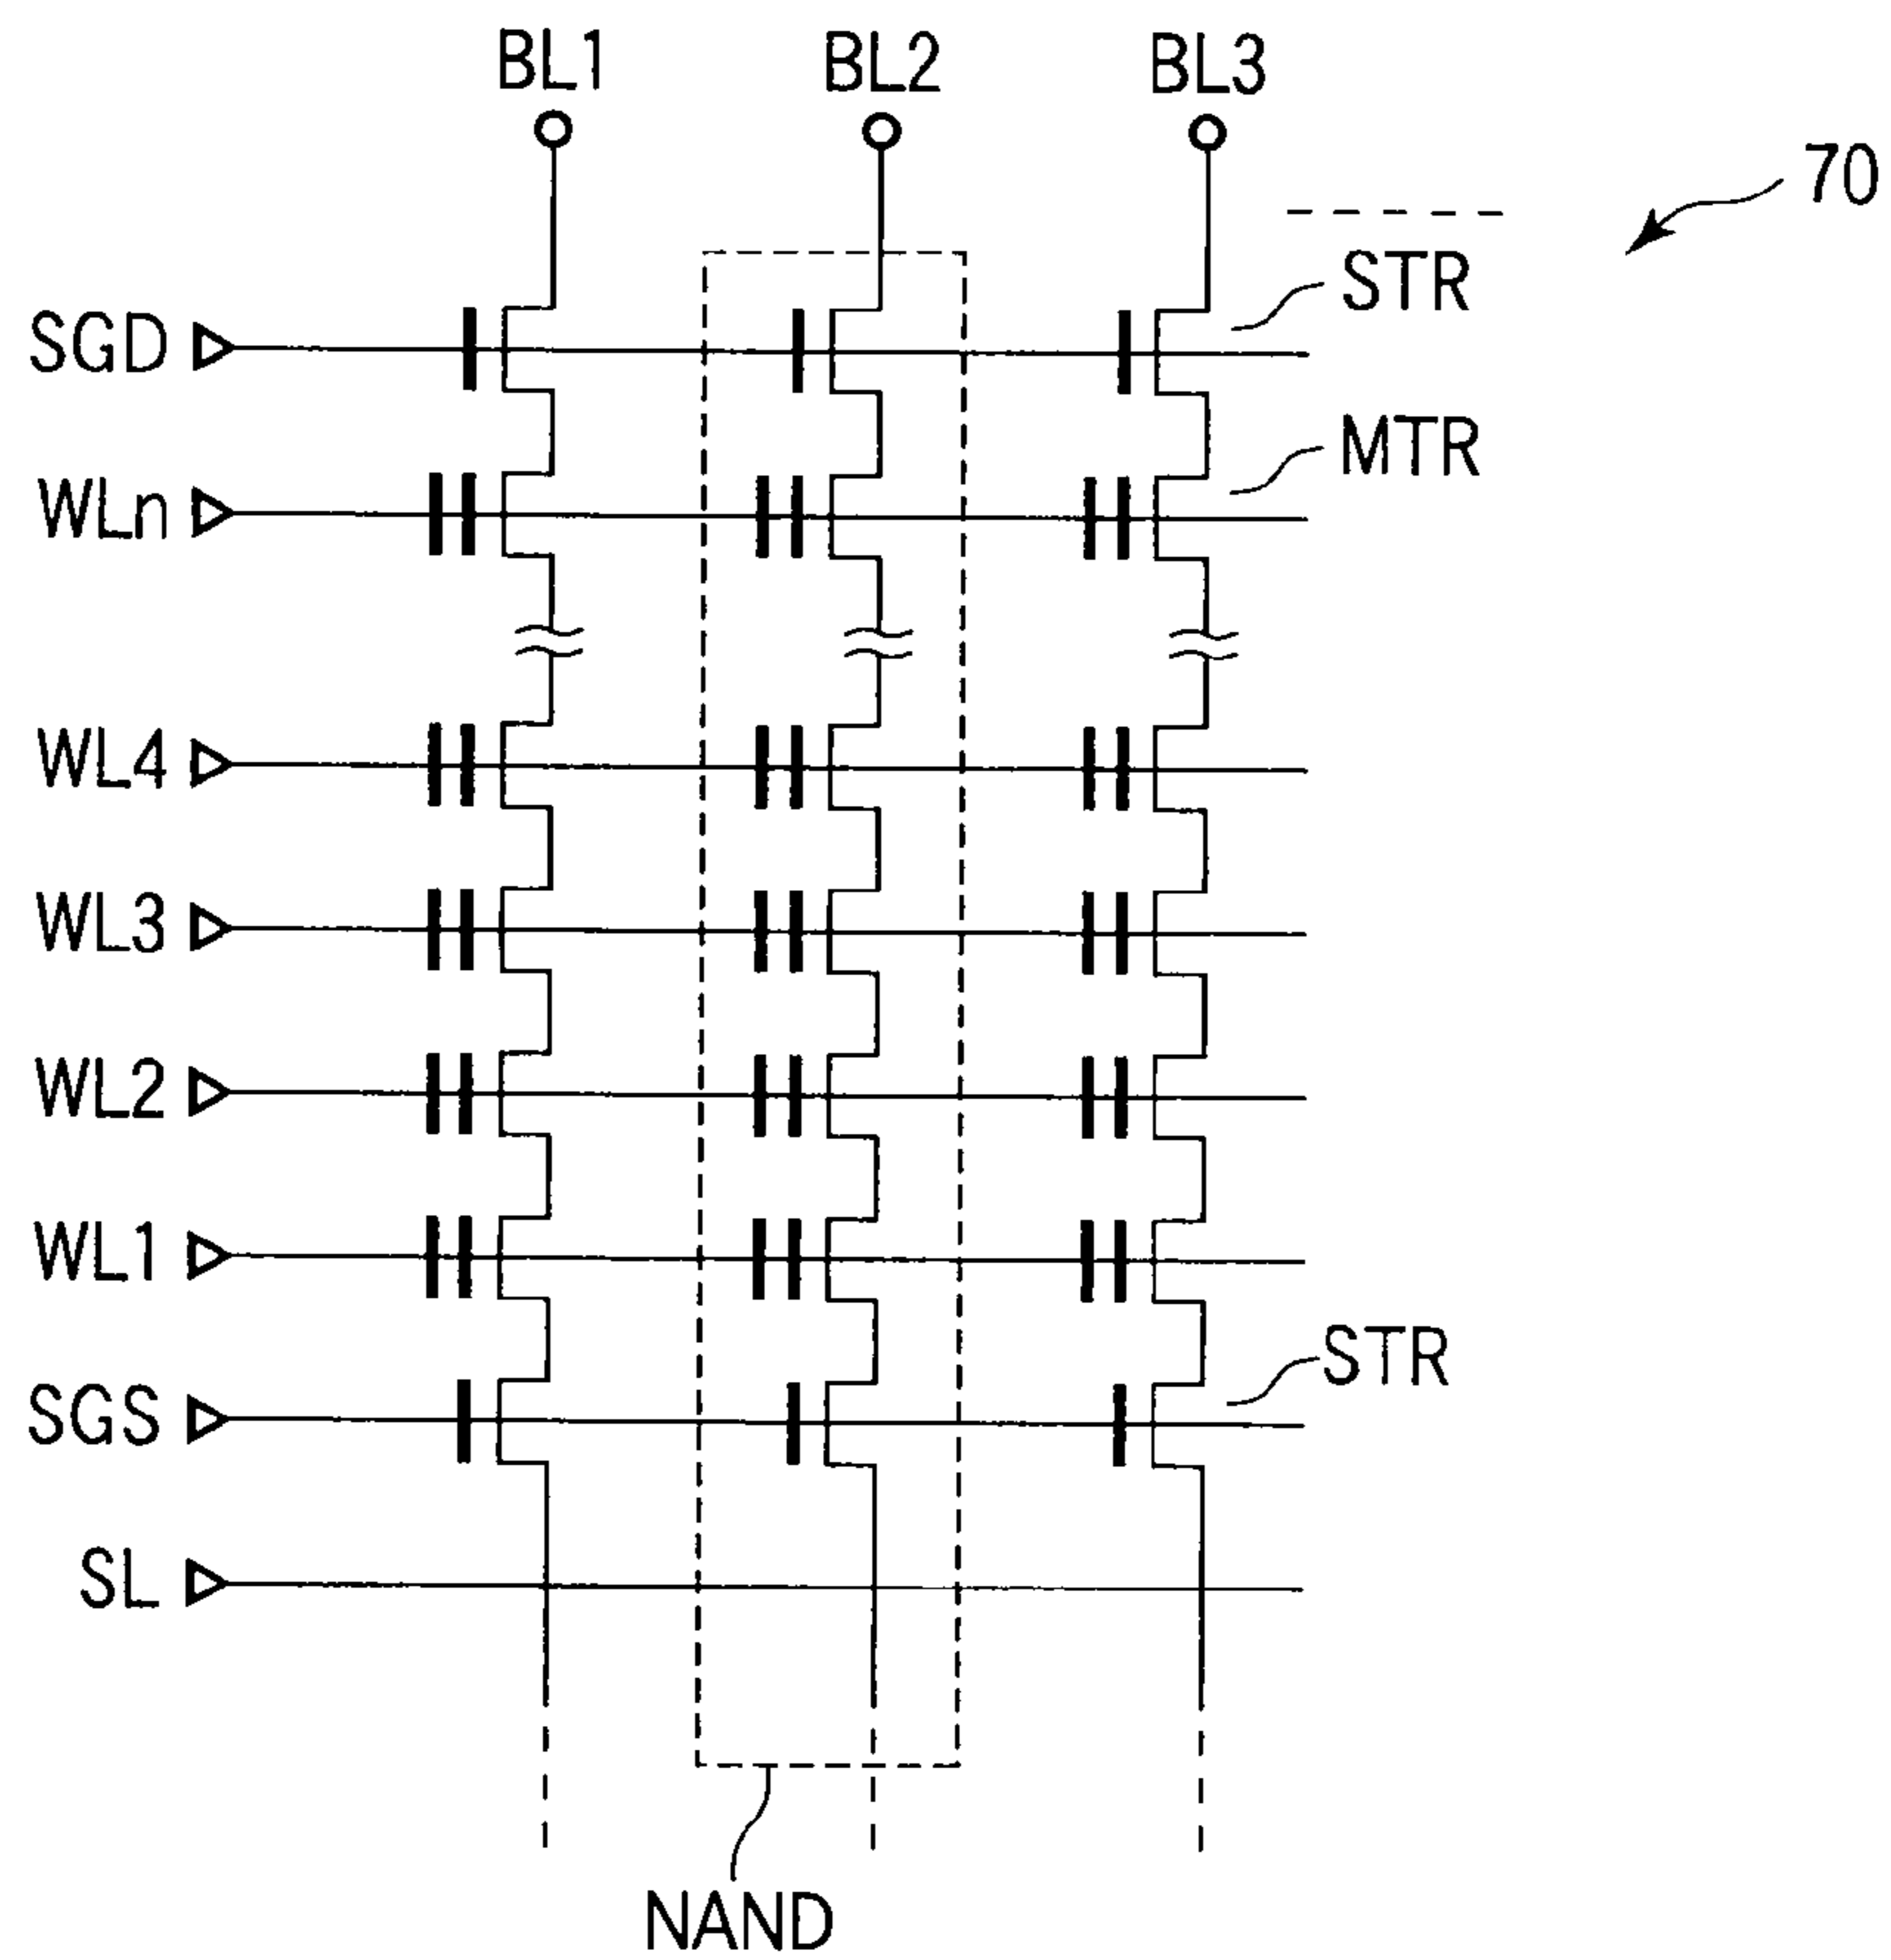 BL1 BL2 BL3
70
STR
SGD
MTR
WLn
WL4
WL3
WL2
WL1
STR
SGS
SL
NAND